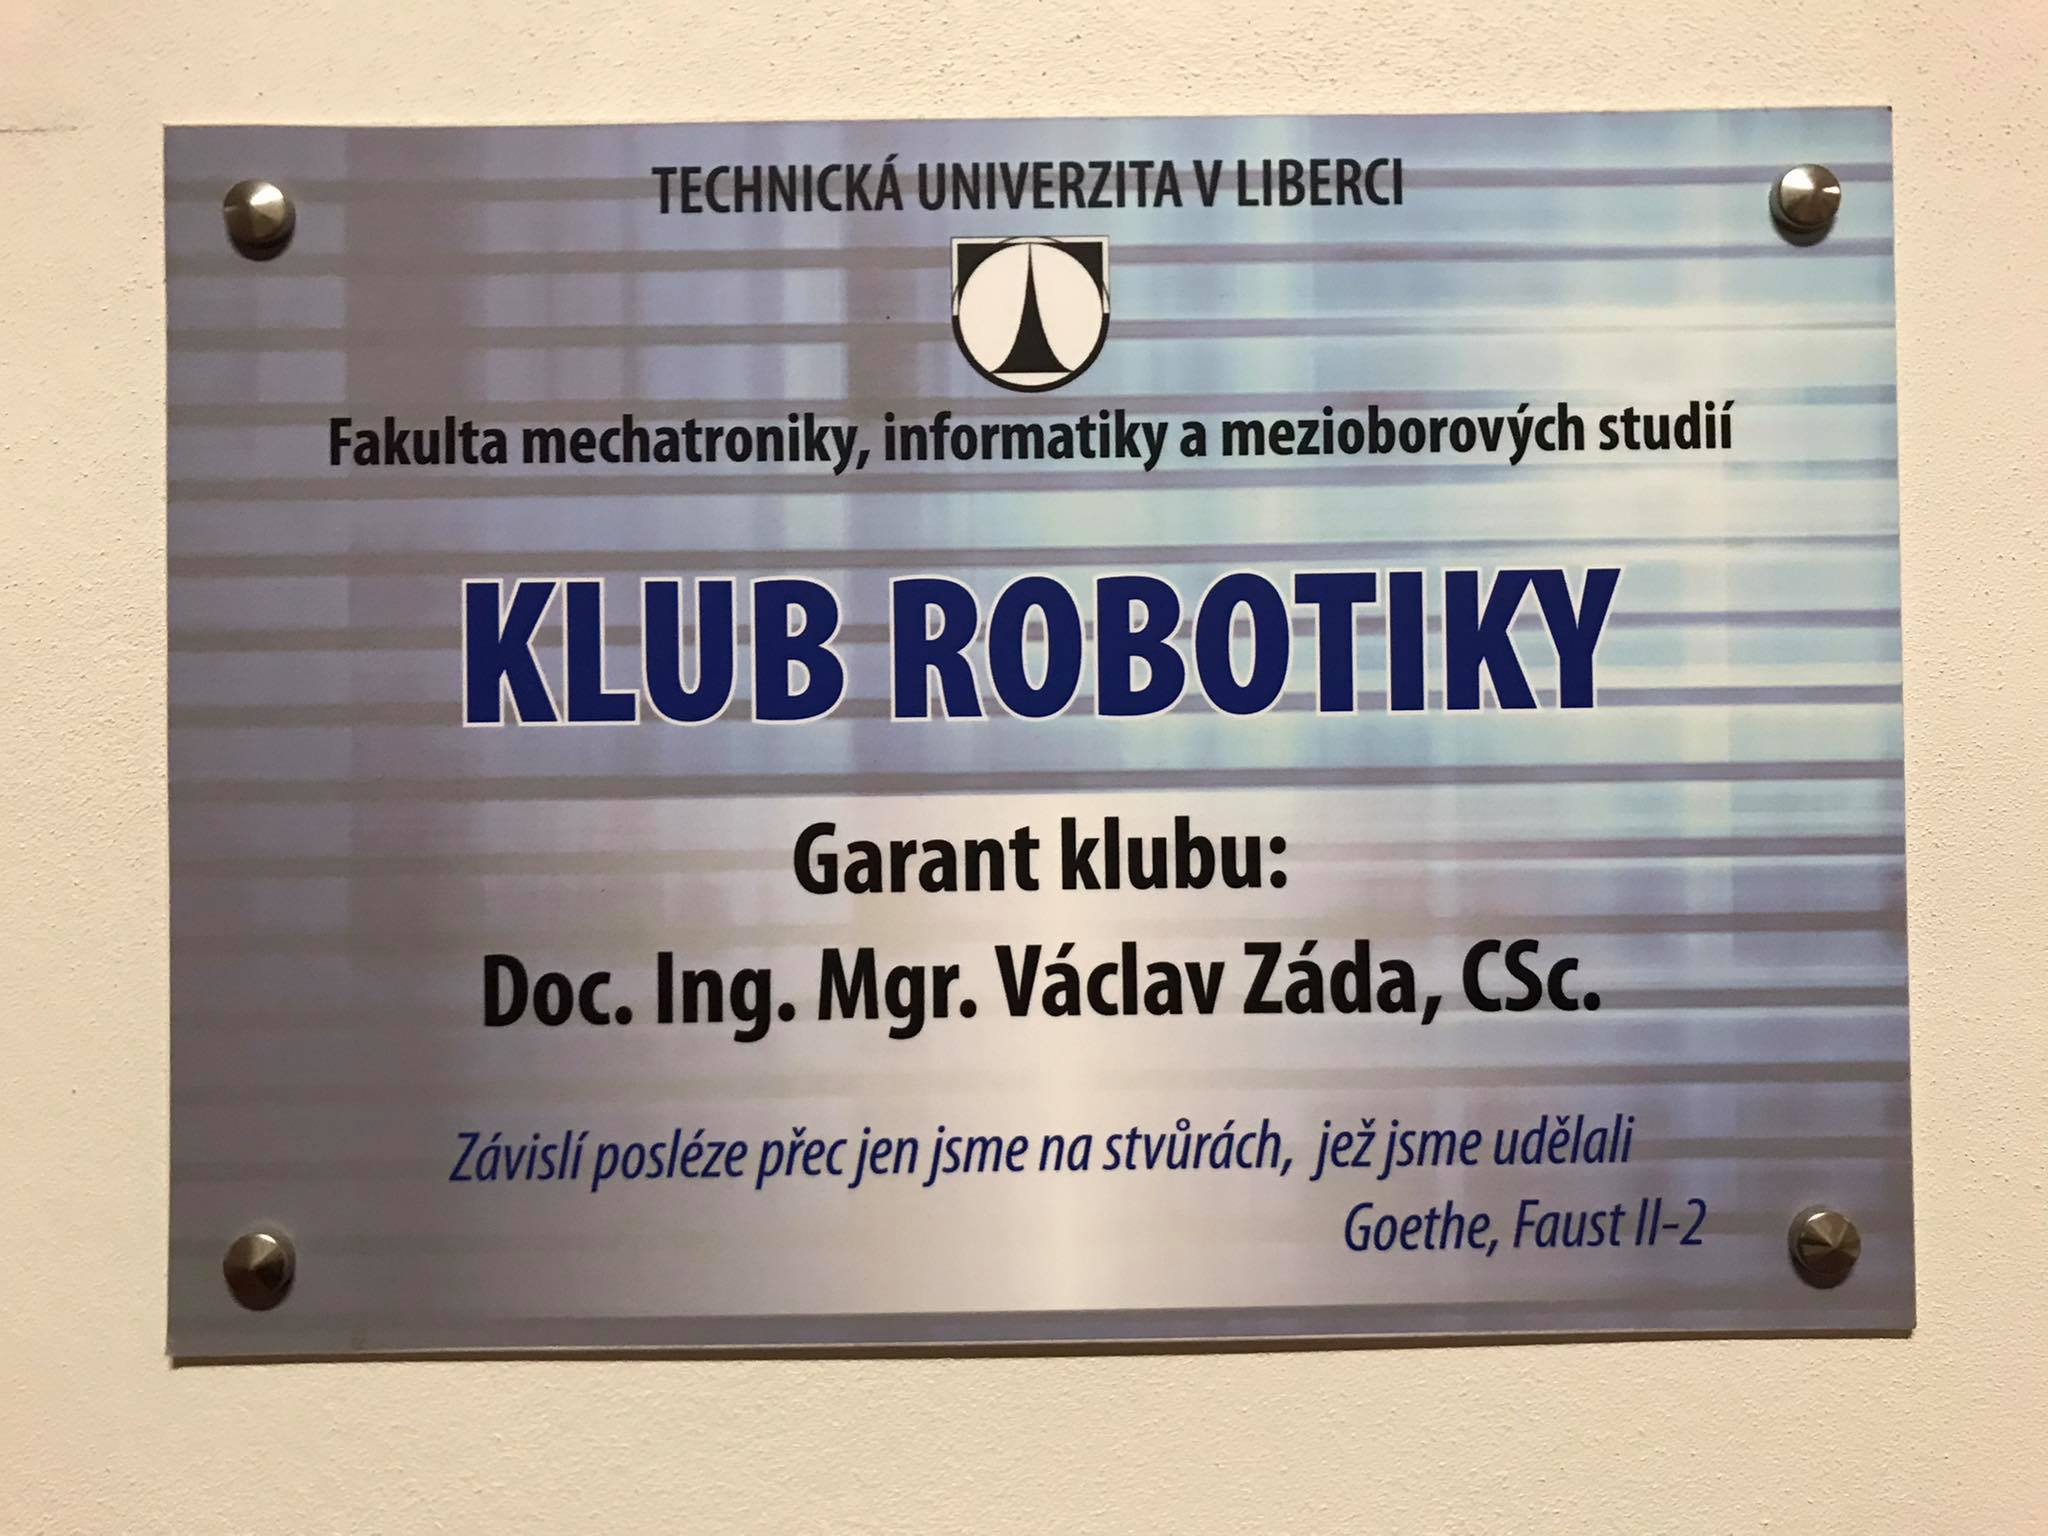 TECHNICKÁ UNIVERZITA V LIBERCI
Fakulta mechatroniky, informatiky a mezioborových studií
KLUB ROBOTIKY
Garant klubu:
Doc. Ing. Mgr. Václav Záda, CSc.
Závislí posléze přec jen jsme na stvůrách, jež jsme udělali
Goethe, Faust II-2